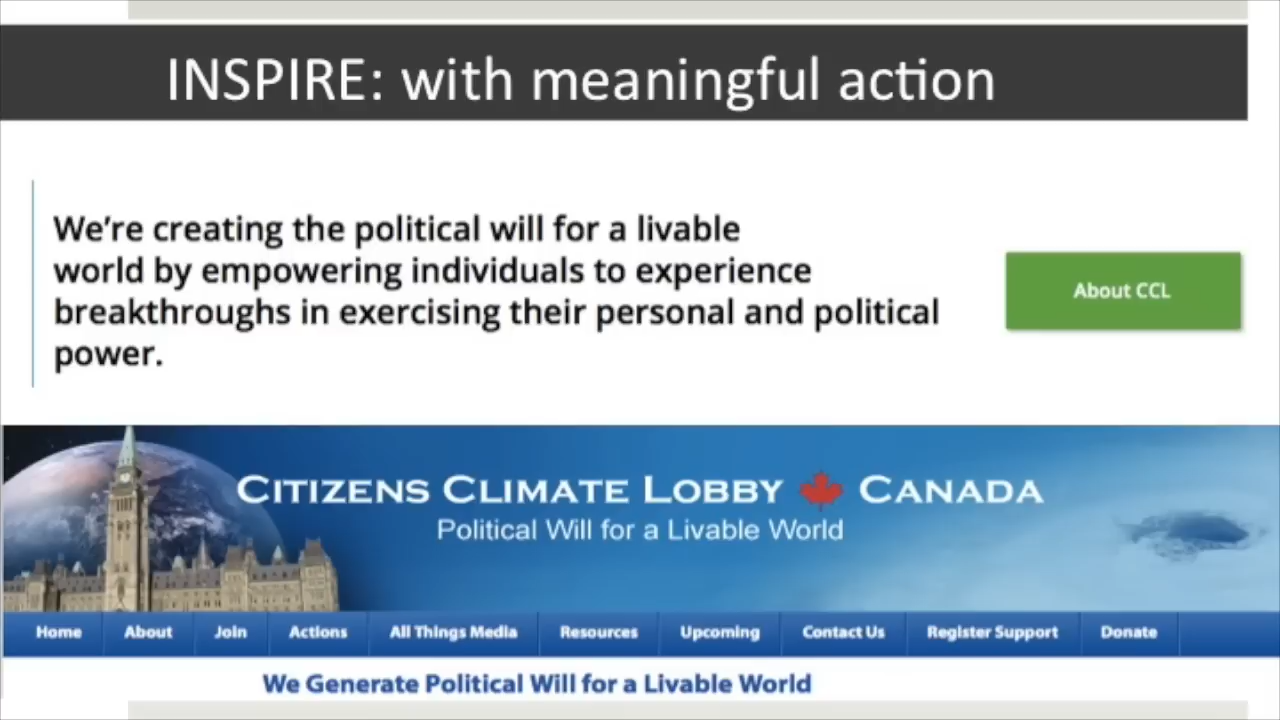 INSPIRE: with meaningful action
We're creating the political will for a livable
world by empowering individuals to experience
breakthroughs in exercising their personal and political
power.
About CCL
CITIZENS CLIMATE LOBBY CANADA
Political Will for a Livable World
Home About Join Actions All Things Media Resources Upcoming Contact Us Register Support Donate
We Generate Political Will for a Livable World